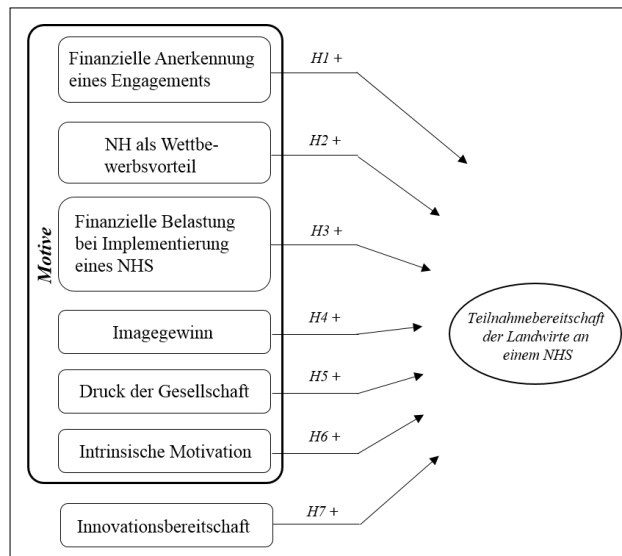 Finanzielle Anerkennung
eines Engagements
H1 +
NH als Wettbe-
werbsvorteil
H2 +
Finanzielle Belastung
bei Implementierung
eines NHS
H3 +
Motive
Imagegewinn
H4 +
Druck der Gesellschaft
H5 +
Intrinsische Motivation
H6 +
Innovationsbereitschaft
H7 +
Teilnahmebereitschaft
der Landwirte an
einem NHS